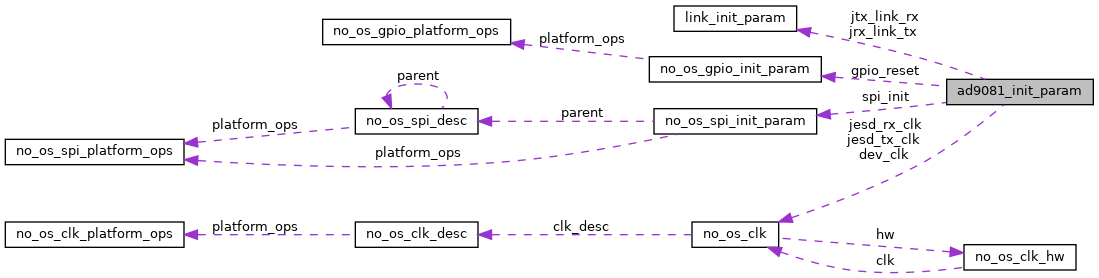 link_init_param
jtx_link_rx
jrx_link_tx
no_os_gpio_platform_ops
platform_ops
no_os_gpio_init_param
gpio_reset
ad9081_init_param
parent
spi_init
no_os_spi_desc
parent
no_os_spi_init_param
platform_ops
no_os_spi_platform_ops
platform_ops
jesd_rx_clk
jesd_tx_clk
dev_clk
no_os_clk_platform_ops
platform_ops
no_os_clk_desc
clk_desc
no_os_clk
hw
clk
no_os_clk_hw